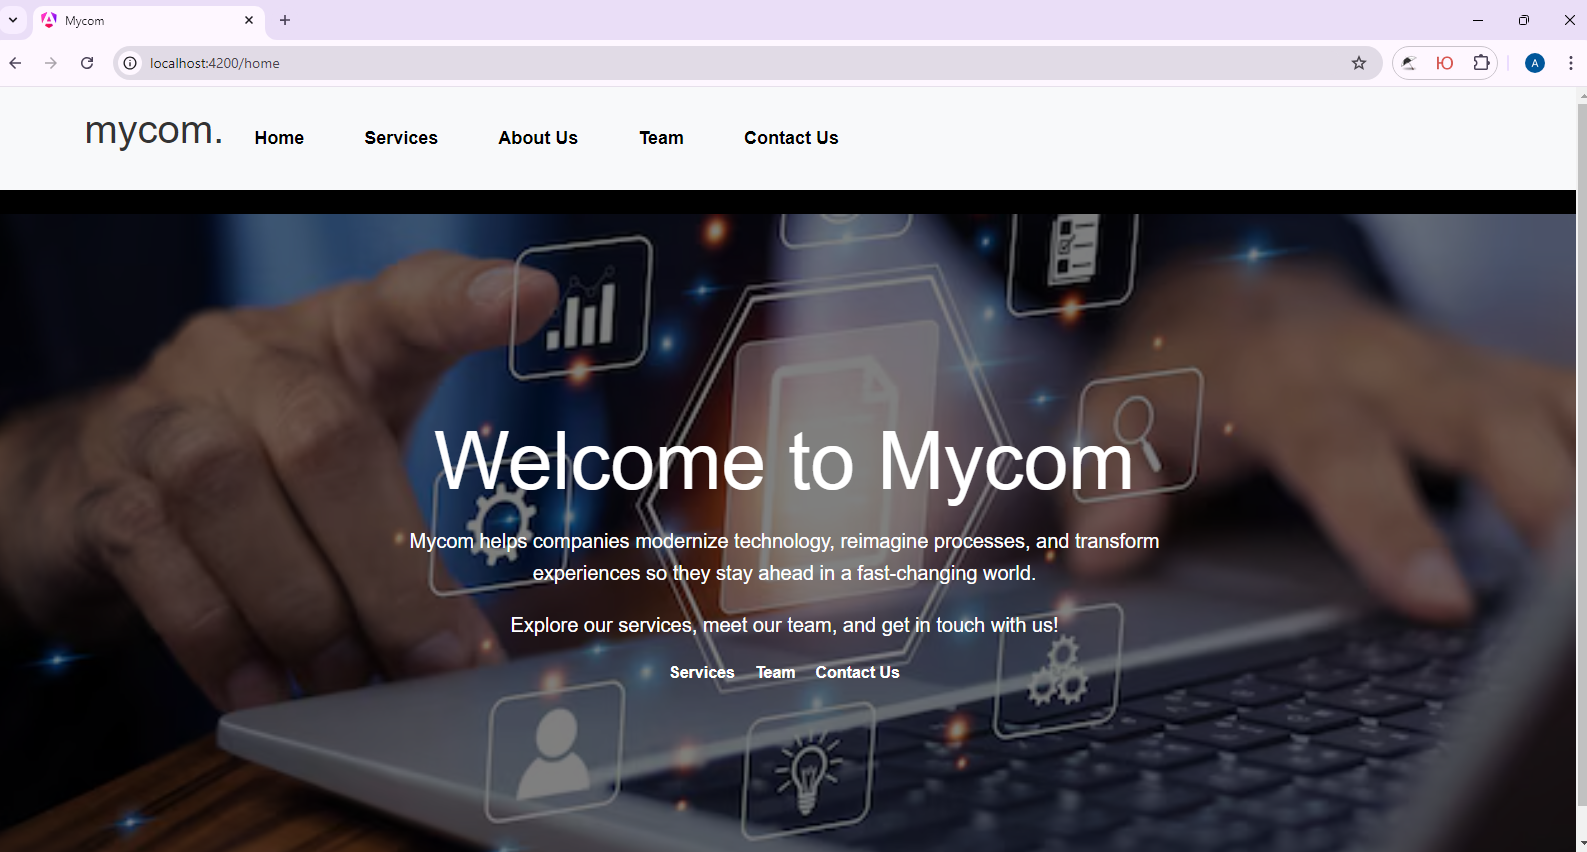 Mycom
localhost:4200/home
A
mycom.
Home
Services
About Us
Team
Contact Us
Welcome to Mycom
Mycom helps companies modernize technology, reimagine processes, and transform
experiences so they stay ahead in a fast-changing world.
Explore our services, meet our team, and get in touch with us!
Services Team Contact Us